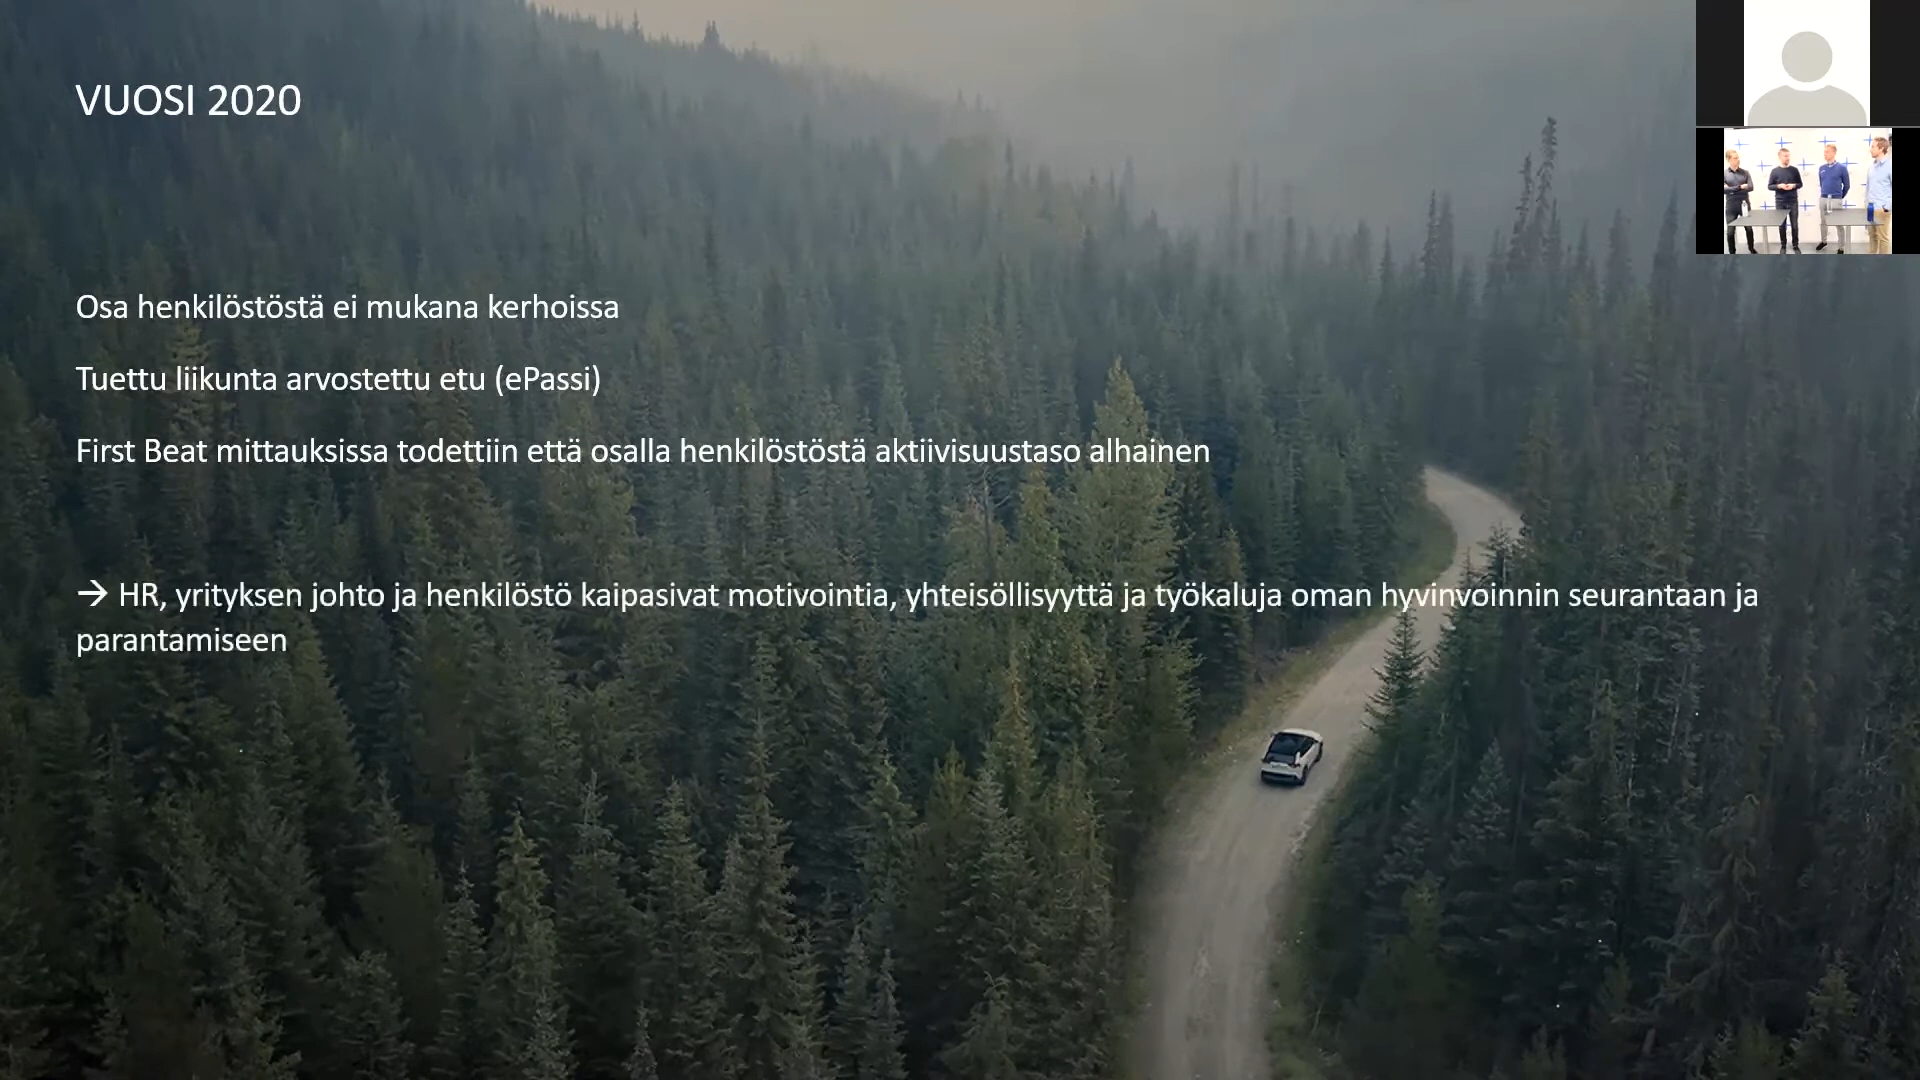 VUOSI 2020
Osa henkilöstöstä ei mukana kerhoissa
Tuettu liikunta arvostettu etu (ePassi)
First Beat mittauksissa todettiin että osalla henkilöstöstä aktiivisuustaso alhainen
→ HR, yrityksen johto ja henkilöstö kaipasivat motivointia, yhteisöllisyyttä ja työkaluja oman hyvinvoinnin seurantaan ja
parantamiseen